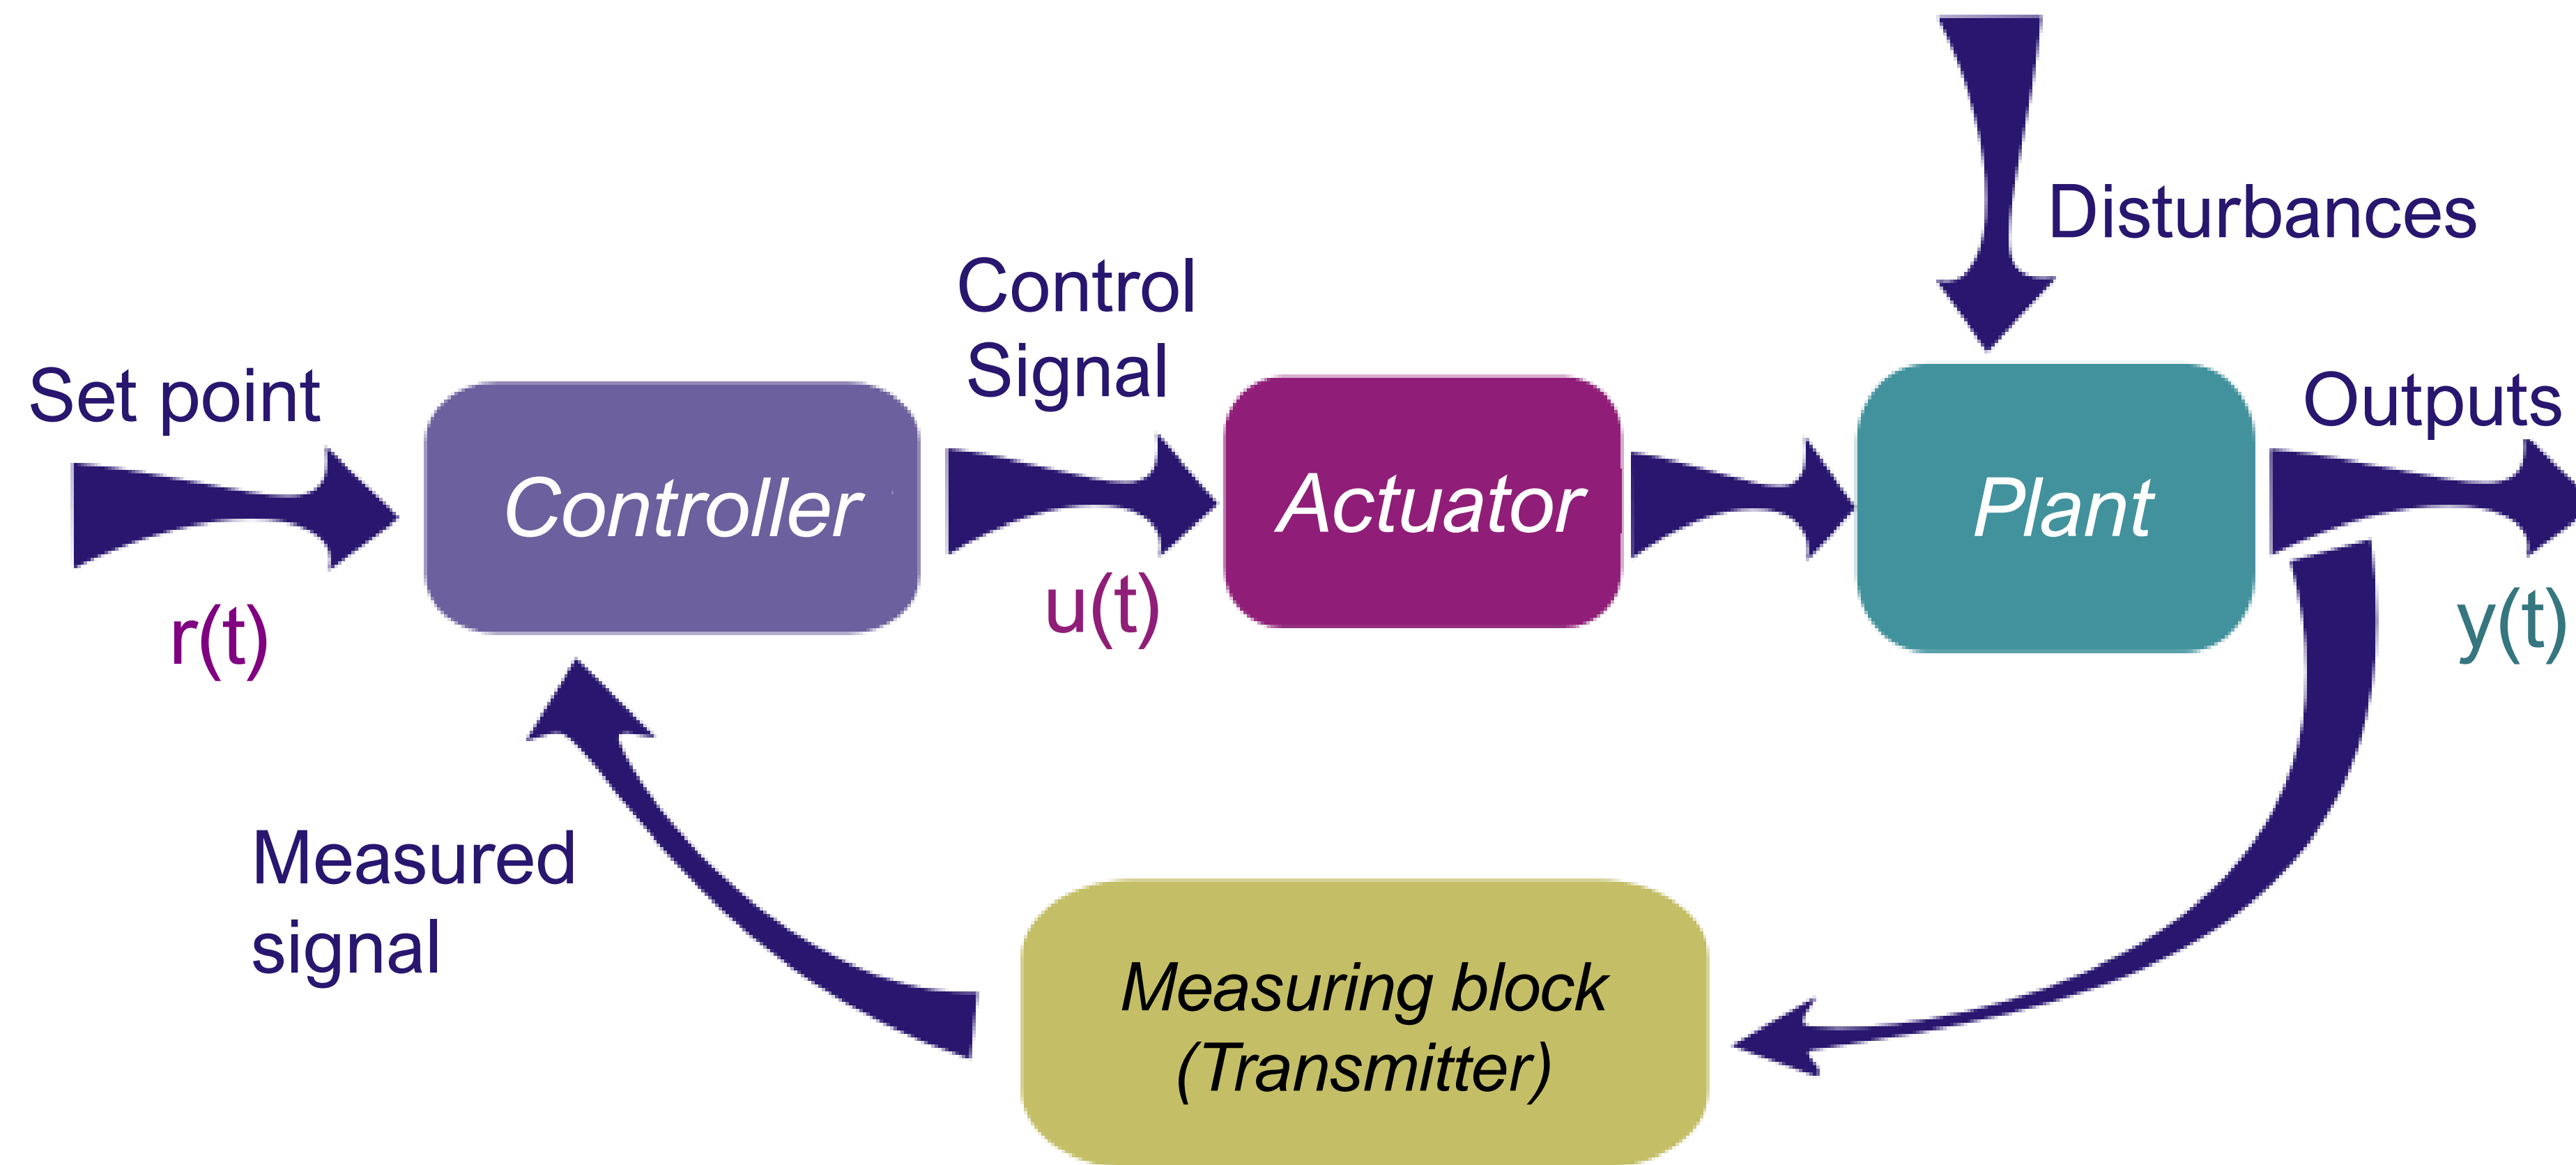 Disturbances
Control
Signal
Set point
Outputs
Controller
Actuator
Plant
r(t)
u(t)
y(t)
Measured
signal
Measuring block
(Transmitter)